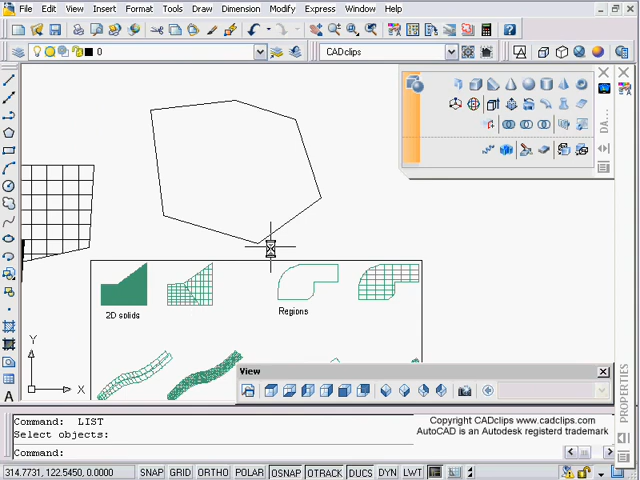 File Edit View Insert Format Tools Draw Dimension Modify Express Window Help
0
CADclips
DA...
2D solids
Regions
Y
X
View
PROPERTIES
Command: LIST
Select objects:
Command:
Copyright CADclips www.cadclips.com
AutoCAD is an Autodesk registerd trademark
314.7731, 122.5450, 0.0000 SNAP GRID ORTHO POLAR OSNAP OTRACK DUCS DYN LWT